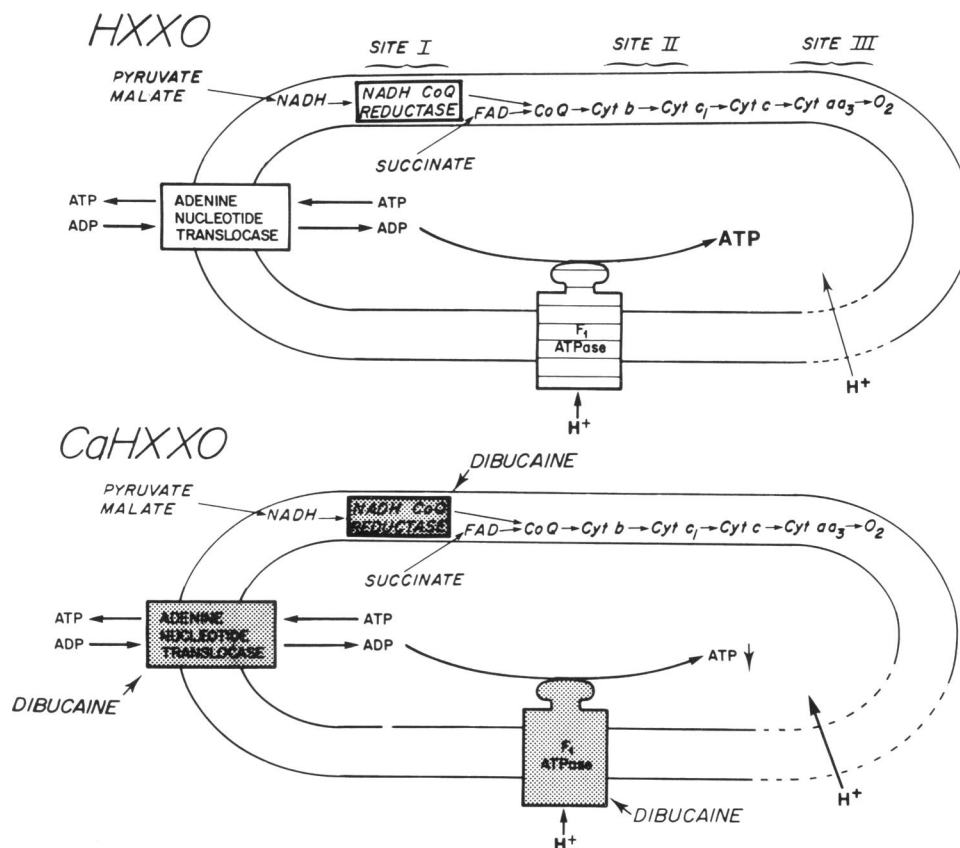 HXXO
SITE I
SITE II
SITE III
PYRUVATE
MALATE
NADH
NADH CoQ
REDUCTASE
FAD
CoQ → Cyt b → Cyt c₁ → Cyt c → Cyt aa₃ → O₂
SUCCINATE
ATP
ADP
ADENINE
NUCLEOTIDE
TRANSLOCASE
ATP
ADP
ATP
F₁
ATPase
H⁺
H⁺
CaHXXO
DIBUCAINE
PYRUVATE
MALATE
NADH
NADH CoQ
REDUCTASE
FAD
CoQ → Cyt b → Cyt c₁ → Cyt c → Cyt aa₃ → O₂
SUCCINATE
ATP
ADP
ADENINE
NUCLEOTIDE
TRANSLOCASE
ATP
ADP
ATP ↓
DIBUCAINE
F₁
ATPase
H⁺
DIBUCAINE
H⁺